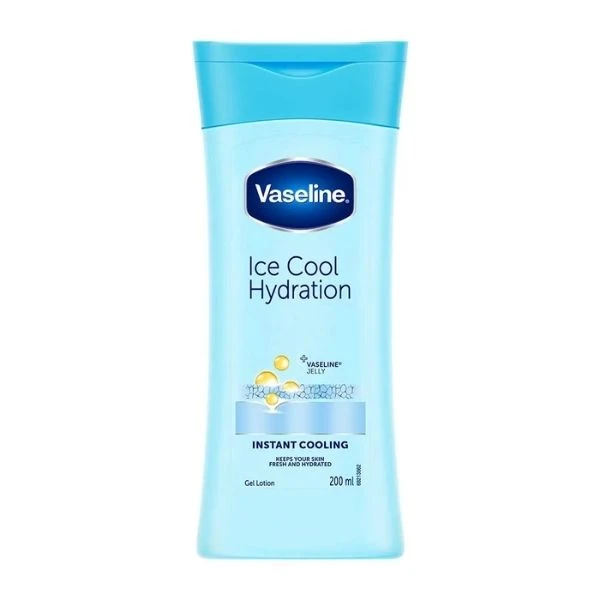 Vaseline.
Ice Cool
Hydration
VASELINE®
JELLY
INSTANT COOLING
KEEPS YOUR SKIN
FRESH AND HYDRATED
Gel Lotion
200 ml